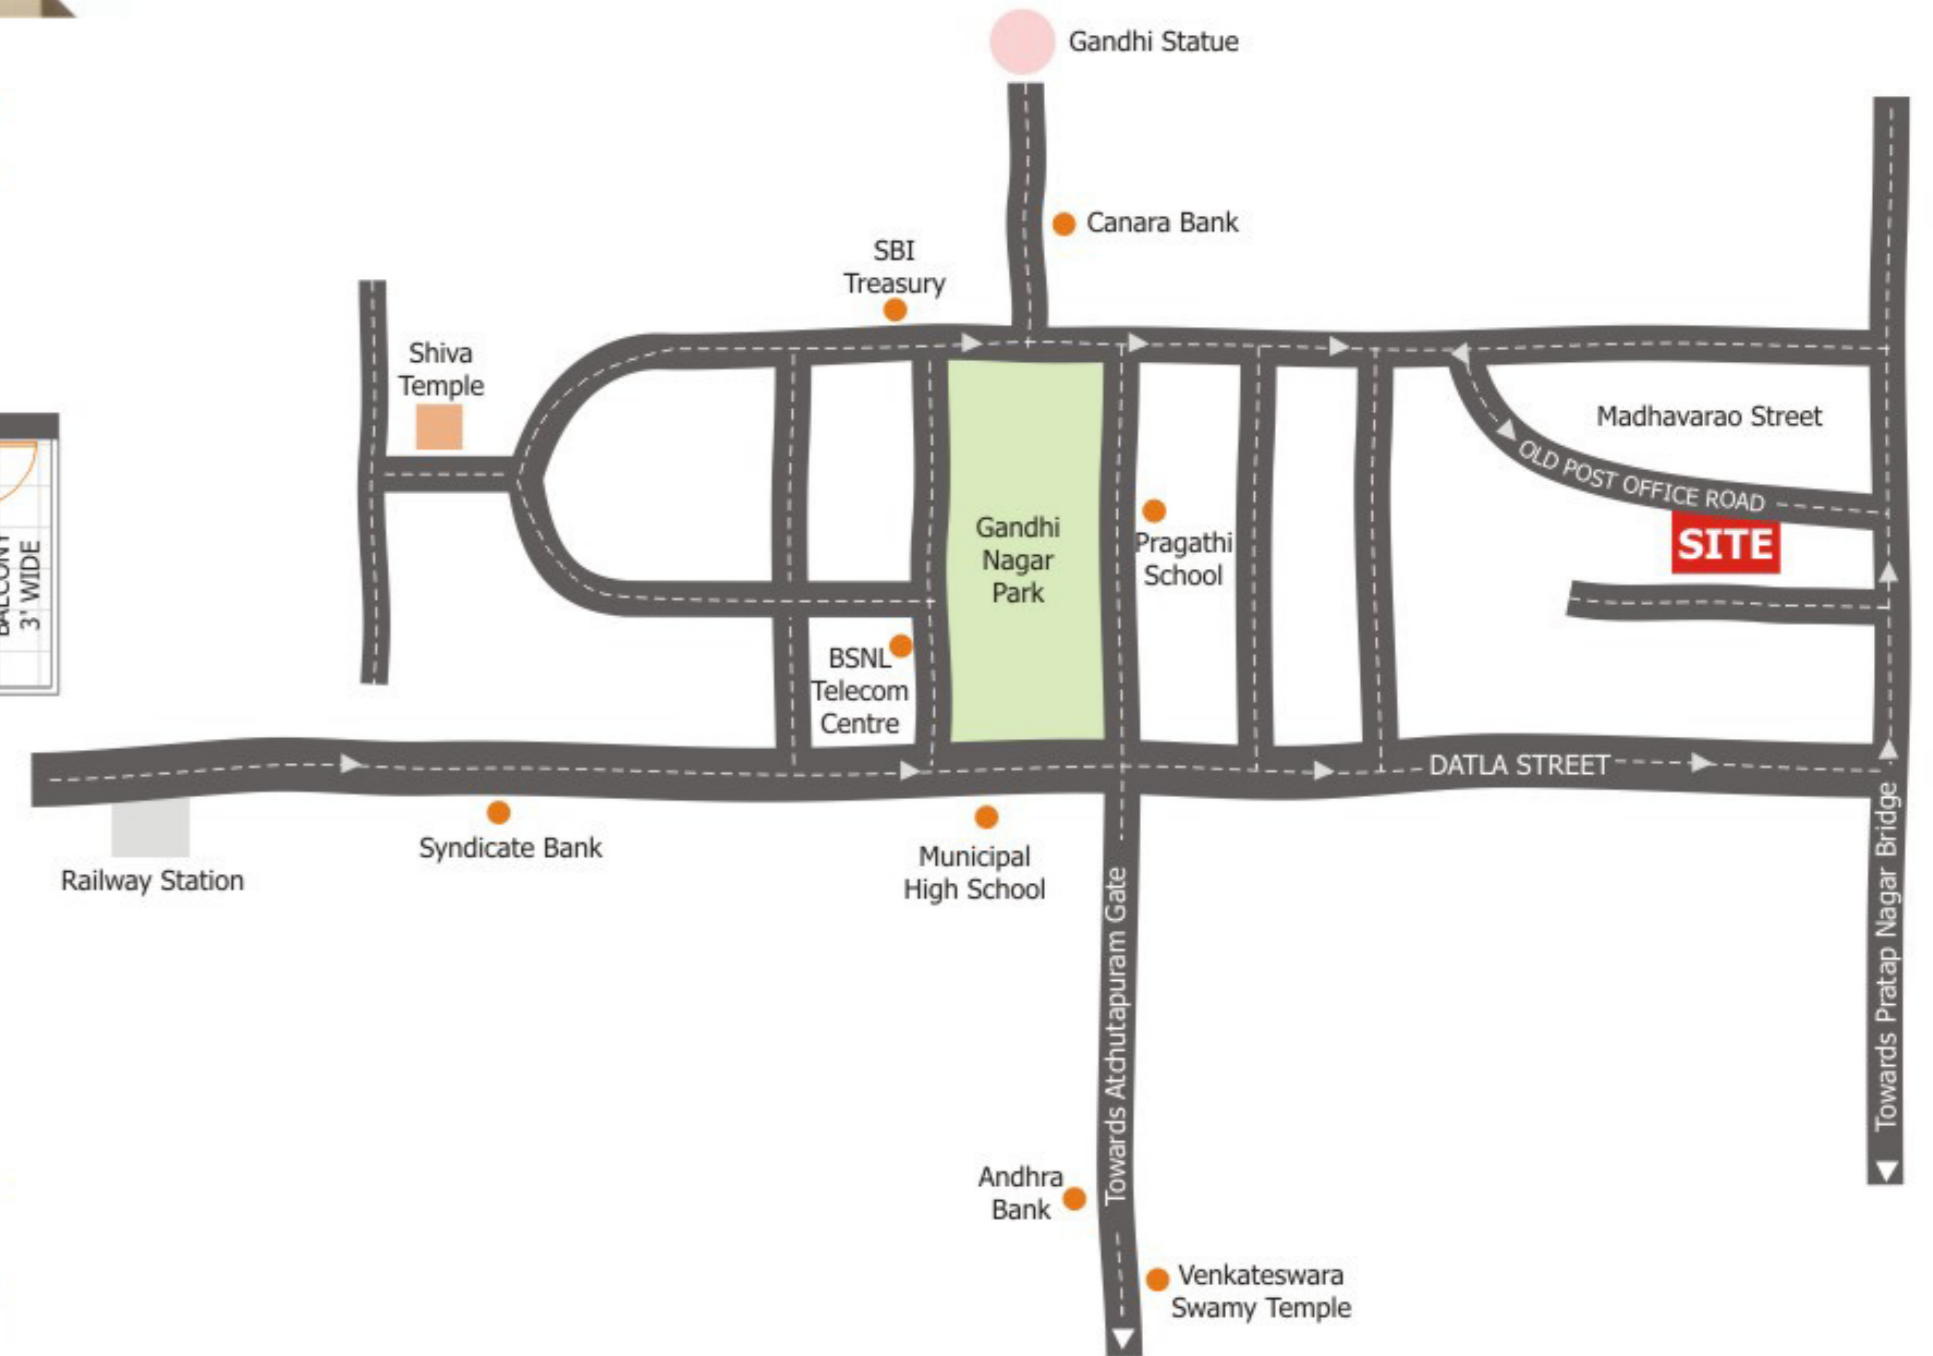 Gandhi Statue
Canara Bank
SBI
Treasury
Shiva
Temple
Madhavarao Street
OLD POST OFFICE ROAD
SITE
Gandhi
Nagar
Park
Pragathi
School
BALCONY
3' WIDE
BSNL
Telecom
Centre
DATLA STREET
Railway Station
Syndicate Bank
Municipal
High School
Towards Atchutapuram Gate
Towards Pratap Nagar Bridge
Andhra
Bank
Venkateswara
Swamy Temple